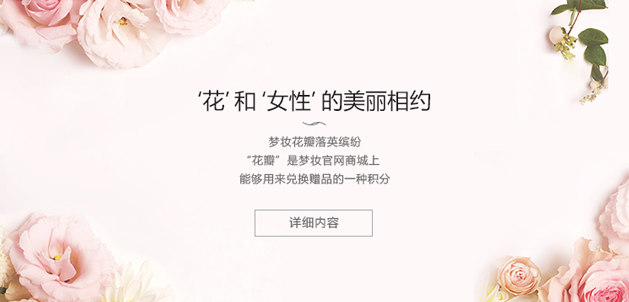 ‘花’ 和 ‘女性’ 的美丽相约
梦妆花瓣落英缤纷
“花瓣” 是梦妆官网商城上
能够用来兑换赠品的一种积分
详细内容